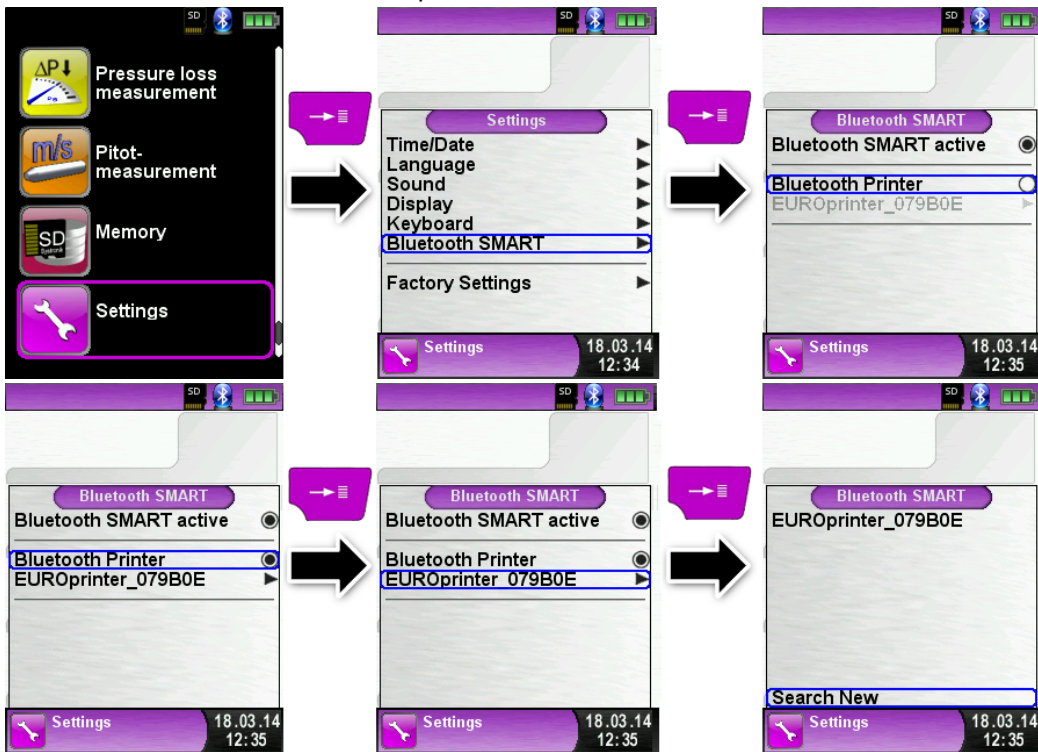 SD
ΔP
Pressure loss
measurement
m/s
Pitot-
measurement
SD
Memory
Settings
SD
Settings
Time/Date
Language
Sound
Display
Keyboard
Bluetooth SMART
Factory Settings
Settings
18.03.14
12:34
SD
Bluetooth SMART
Bluetooth SMART active
Bluetooth Printer
EUROprinter_079B0E
Settings
18.03.14
12:35
SD
Bluetooth SMART
Bluetooth SMART active
Bluetooth Printer
EUROprinter_079B0E
Settings
18.03.14
12:35
SD
Bluetooth SMART
Bluetooth SMART active
Bluetooth Printer
EUROprinter_079B0E
Settings
18.03.14
12:35
SD
Bluetooth SMART
EUROprinter_079B0E
Search New
Settings
18.03.14
12:35